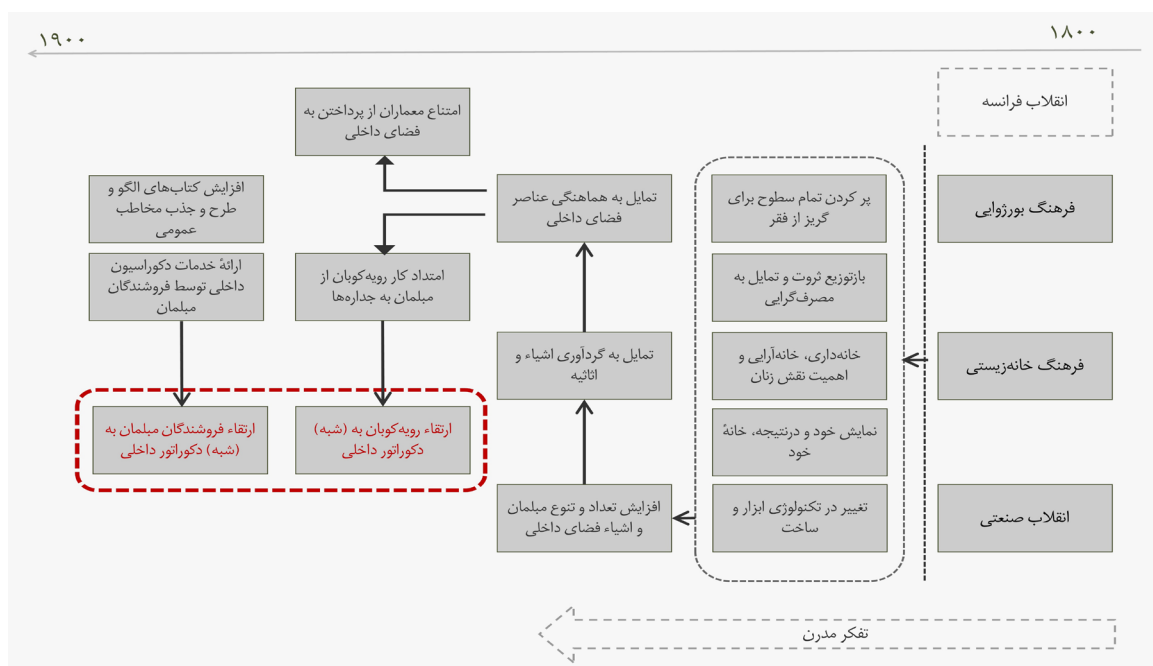 ۱۸۰۰
۱۹۰۰
انقلاب فرانسه
فرهنگ بورژوایی
فرهنگ خانه‌زیستی
انقلاب صنعتی
پر کردن تمام سطوح برای
گریز از فقر
بازتوزیع ثروت و تمایل به
مصرف‌گرایی
خانه‌داری، خانه‌آرایی و
اهمیت نقش زنان
نمایش خود و درنتیجه، خانهٔ
خود
تغییر در تکنولوژی ابزار و
ساخت
تمایل به هماهنگی عناصر
فضای داخلی
تمایل به گردآوری اشیاء و
اثاثیه
افزایش تعداد و تنوع مبلمان
و اشیاء فضای داخلی
امتناع معماران از پرداختن به
فضای داخلی
امتداد کار رویه‌کوبان از
مبلمان به جداره‌ها
ارتقاء رویه‌کوبان به (شبه)
دکوراتور داخلی
افزایش کتاب‌های الگو و
طرح و جذب مخاطب
عمومی
ارائهٔ خدمات دکوراسیون
داخلی توسط فروشندگان
مبلمان
ارتقاء فروشندگان مبلمان به
(شبه) دکوراتور داخلی
تفکر مدرن